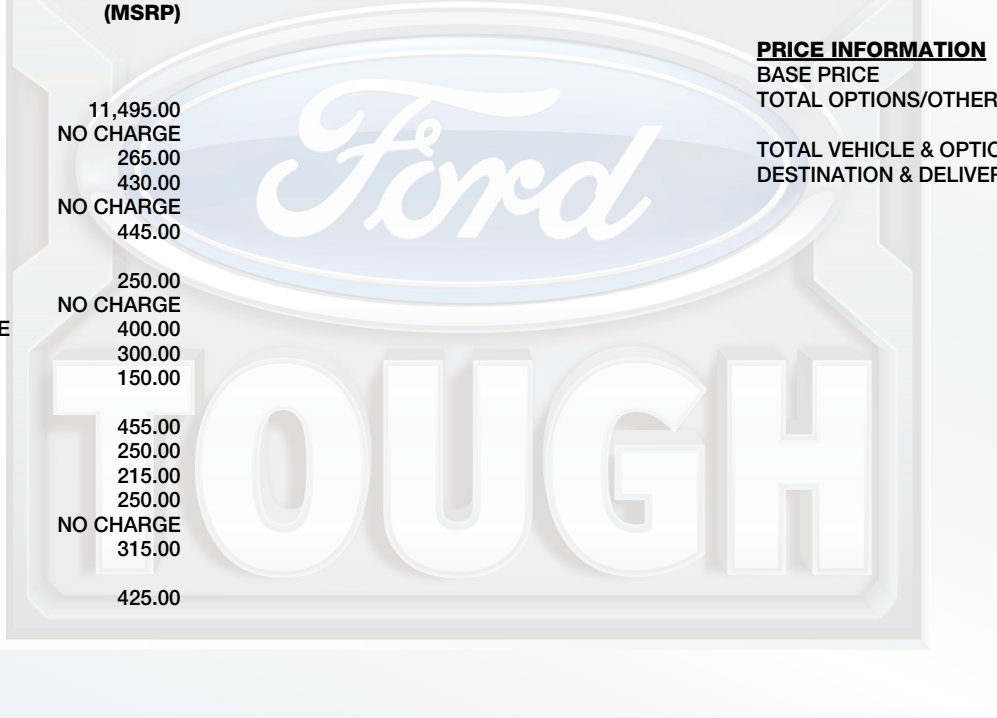 (MSRP)
11,495.00
NO CHARGE
265.00
430.00
NO CHARGE
445.00
250.00
NO CHARGE
E 400.00
300.00
150.00
455.00
250.00
215.00
250.00
NO CHARGE
315.00
425.00
PRICE INFORMATION
BASE PRICE
TOTAL OPTIONS/OTHER
TOTAL VEHICLE & OPTIO
DESTINATION & DELIVER
Ford
TOUGH